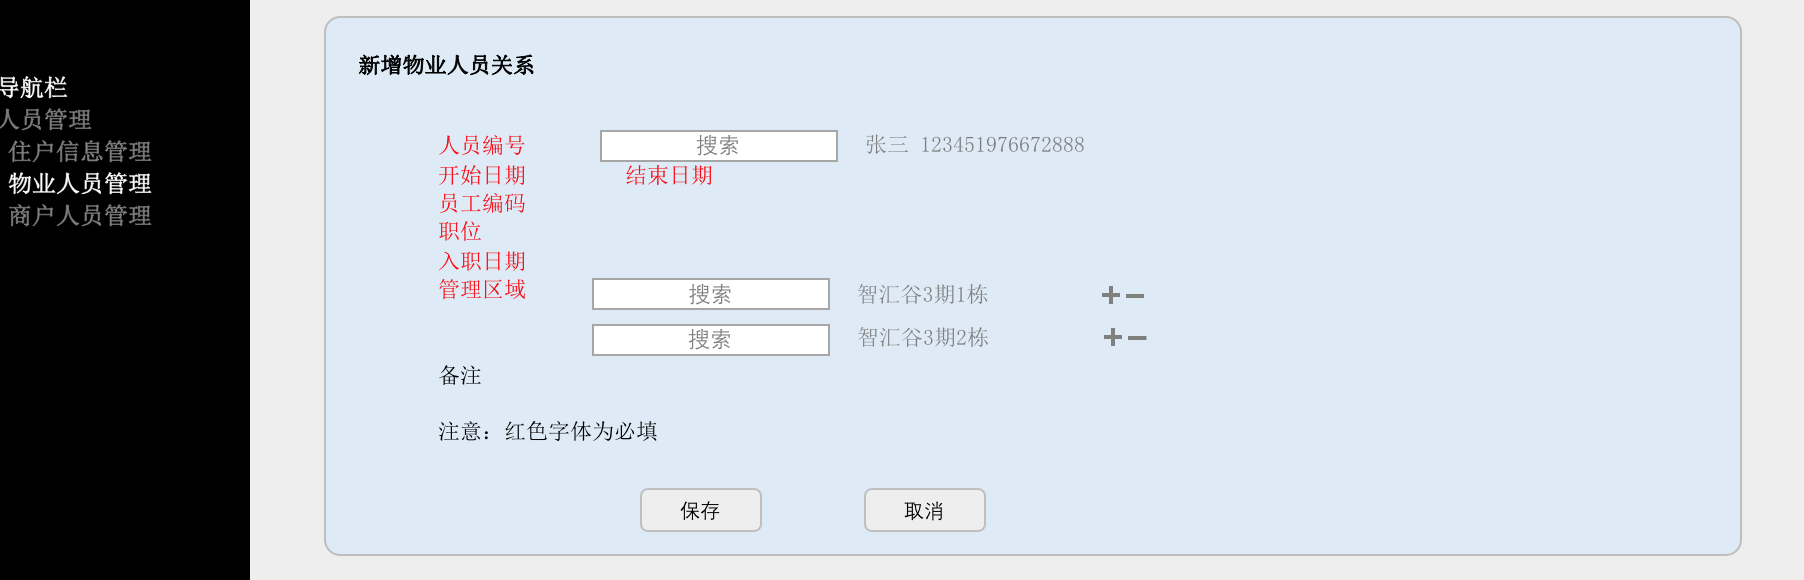 导航栏
人员管理
住户信息管理
物业人员管理
商户人员管理
新增物业人员关系
人员编号 搜索 张三 123451976672888
开始日期 结束日期
员工编码
职位
入职日期
管理区域 搜索 智汇谷3期1栋
搜索 智汇谷3期2栋
备注
注意：红色字体为必填
保存 取消